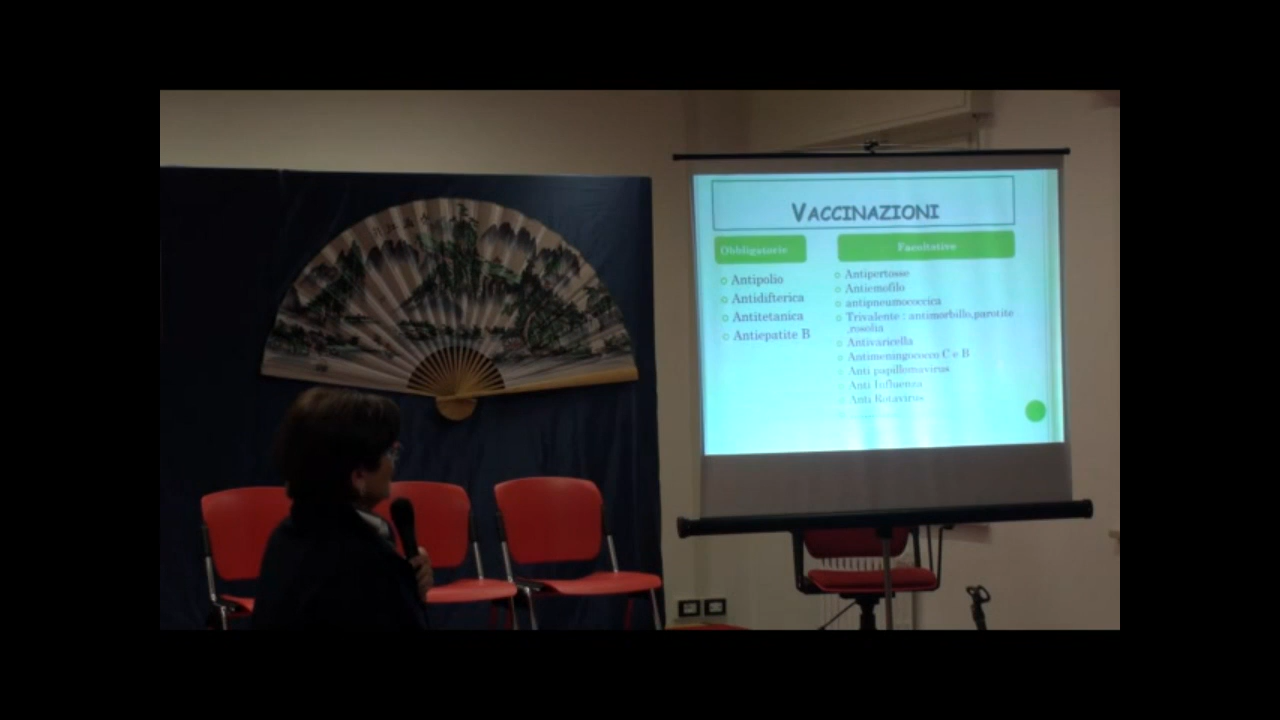 VACCINAZIONI
Obbligatorie
Antipolio
Antidifterica
Antitetanica
Antiepatite B
Facoltative
Antipertosse
Antiemofilo
antipneumococcica
Trivalente : antimorbillo,parotite
,rosolia
Antivaricella
Antimeningococco C e B
Anti papillomavirus
Anti Influenza
Anti Rotavirus